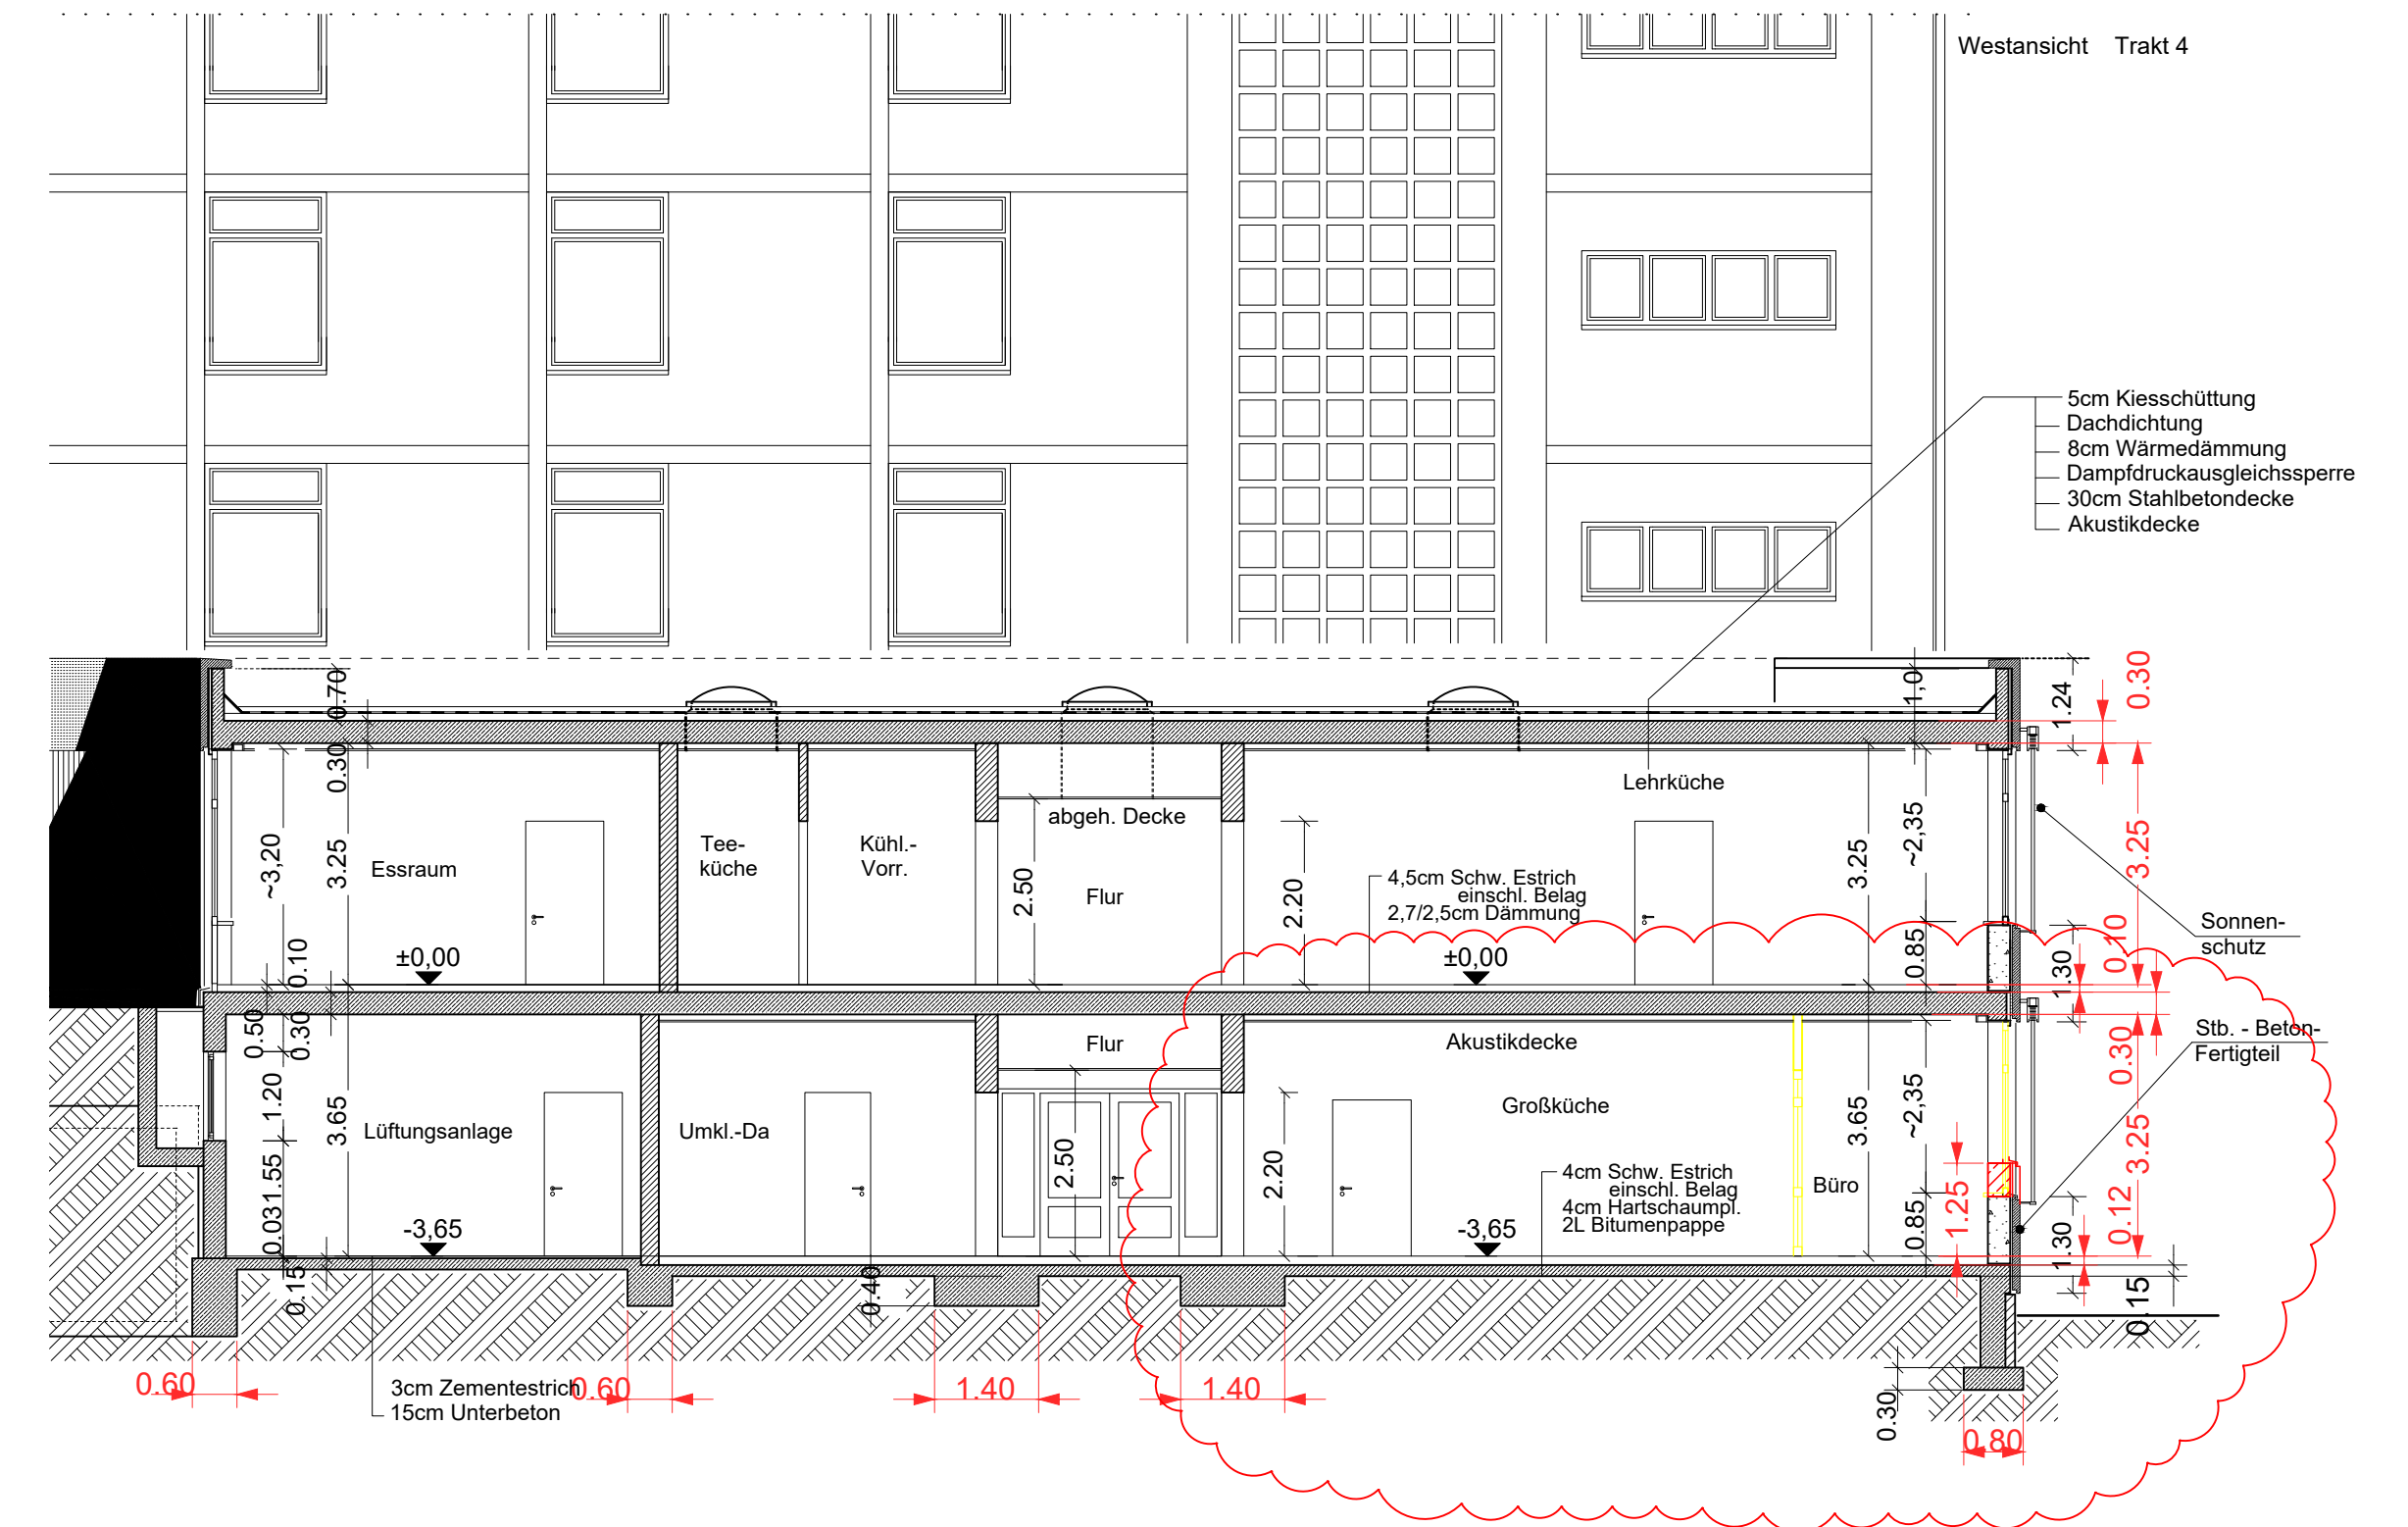 Westansicht Trakt 4
5cm Kiesschüttung
Dachdichtung
8cm Wärmedämmung
Dampfdruckausgleichssperre
30cm Stahlbetondecke
Akustikdecke
0.70
1,0
1.24
0.30
0.30
~3,20
3.25
Essraum
Tee-
küche
Kühl.-
Vorr.
abgeh. Decke
Flur
2.50
2.20
Lehrküche
4,5cm Schw. Estrich
einschl. Belag
2,7/2,5cm Dämmung
3.25
~2,35
3.25
Sonnen-
schutz
0.10
±0,00
±0,00
0.85
1.30
0.10
0.50
0.30
Flur
Akustikdecke
0.30
Stb. - Beton-
Fertigteil
1.20
3.65
Lüftungsanlage
Umkl.-Da
2.50
2.20
Großküche
3.65
~2,35
3.25
1.55
0.03
-3,65
-3,65
4cm Schw. Estrich
einschl. Belag
4cm Hartschaumpl.
2L Bitumenpappe
Büro
0.85
1.25
1.30
0.12
0.15
0.40
0.15
0.60
3cm Zementestrich
15cm Unterbeton
0.60
1.40
1.40
0.30
0.80